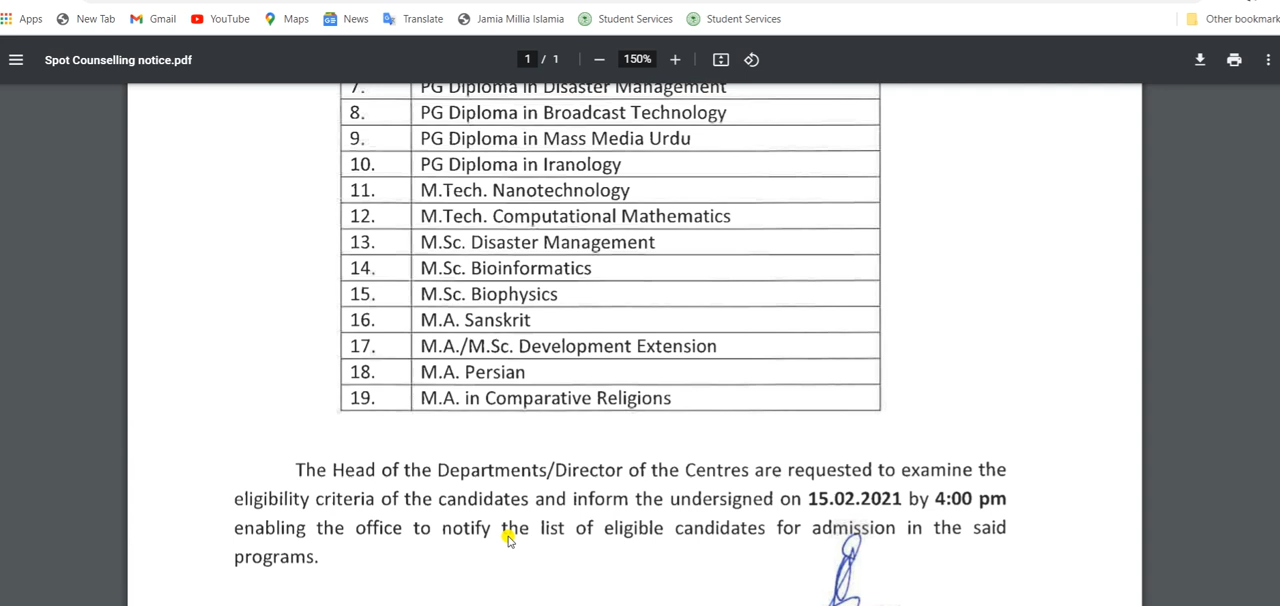 Apps New Tab Gmail YouTube Maps News Translate Jamia Millia Islamia Student Services Student Services Other bookmark
Spot Counselling notice.pdf 1 / 1 150%
7. PG Diploma in Disaster Management
8. PG Diploma in Broadcast Technology
9. PG Diploma in Mass Media Urdu
10. PG Diploma in Iranology
11. M.Tech. Nanotechnology
12. M.Tech. Computational Mathematics
13. M.Sc. Disaster Management
14. M.Sc. Bioinformatics
15. M.Sc. Biophysics
16. M.A. Sanskrit
17. M.A./M.Sc. Development Extension
18. M.A. Persian
19. M.A. in Comparative Religions
The Head of the Departments/Director of the Centres are requested to examine the
eligibility criteria of the candidates and inform the undersigned on 15.02.2021 by 4:00 pm
enabling the office to notify the list of eligible candidates for admission in the said
programs.